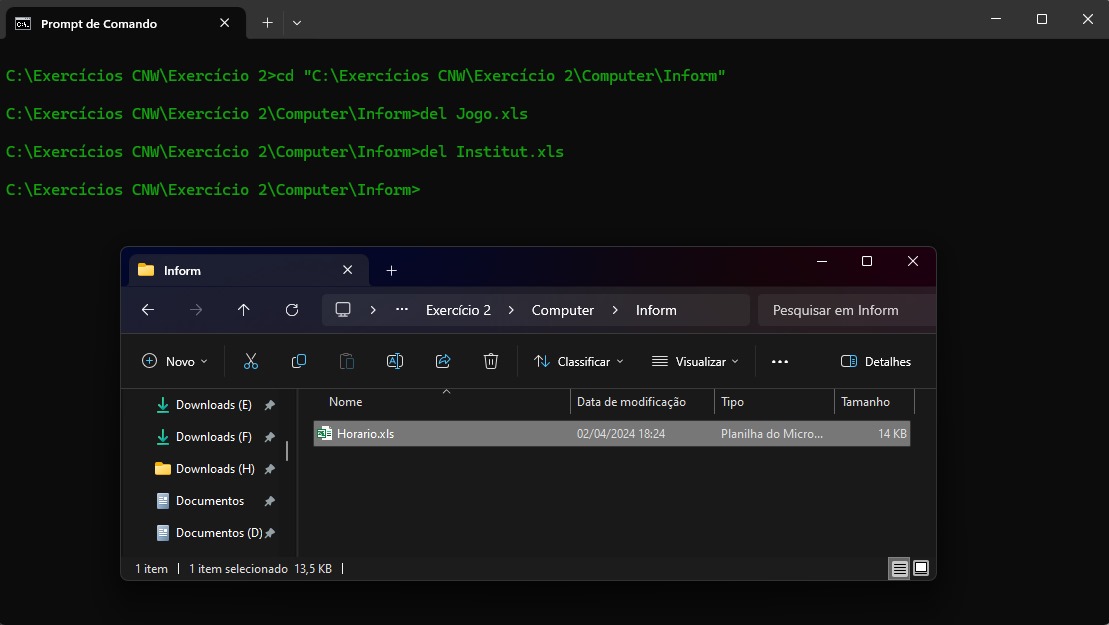 Prompt de Comando
C:\Exercícios CNW\Exercício 2>cd "C:\Exercícios CNW\Exercício 2\Computer\Inform"
C:\Exercícios CNW\Exercício 2\Computer\Inform>del Jogo.xls
C:\Exercícios CNW\Exercício 2\Computer\Inform>del Institut.xls
C:\Exercícios CNW\Exercício 2\Computer\Inform>
Inform
··· Exercício 2 > Computer > Inform Pesquisar em Inform
Novo Classificar Visualizar ··· Detalhes
Nome Data de modificação Tipo Tamanho
Horario.xls 02/04/2024 18:24 Planilha do Micro... 14 KB
Downloads (E)
Downloads (F)
Downloads (H)
Documentos
Documentos (D)
1 item | 1 item selecionado 13,5 KB |